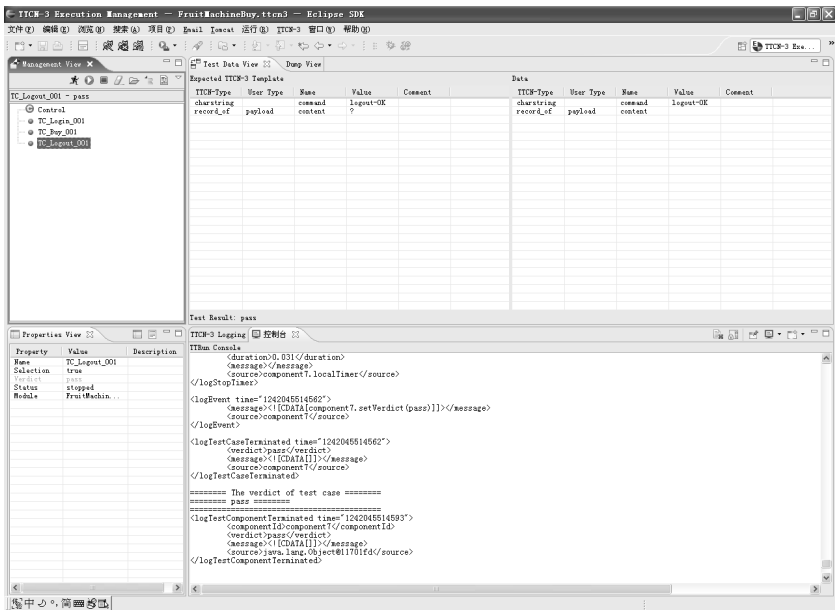 TTCN-3 Execution Management - FruitMachineBuy.ttcn3 - Eclipse SDK
文件(F) 编辑(E) 浏览(N) 搜索(A) 项目(P) Email Tomcat 运行(R) TTCN-3 窗口(W) 帮助(H)
TTCN-3 Exe... »
Management View
TC_Logout_001 - pass
Control
TC_Login_001
TC_Buy_001
TC_Logout_001
Test Data View Dump View
Expected TTCN-3 Template Data
TTCN-Type User Type Name Value Comment TTCN-Type User Type Name Value Comment
charstring command logout-OK charstring command logout-OK
record_of payload content ? record_of payload content
Test Result: pass
Properties View
Property Value Description
Name TC_Logout_001
Selection true
Verdict pass
Status stopped
Module FruitMachin...
TTCN-3 Logging 控制台
TTRun Console
<duration>0.031</duration>
<message></message>
<source>component7.localTimer</source>
</logStopTimer>
<logEvent time="1242045514562">
<message><![CDATA[component7.setVerdict(pass)]]></message>
<source>component7</source>
</logEvent>
<logTestCaseTerminated time="1242045514562">
<verdict>pass</verdict>
<message><![CDATA[]]></message>
<source>component7</source>
</logTestCaseTerminated>
======== The verdict of test case ========
======== pass ========
==========================================
<logTestComponentTerminated time="1242045514593">
<componentId>component7</componentId>
<verdict>pass</verdict>
<message><![CDATA[]]></message>
<source>java.lang.Object@11701fd</source>
</logTestComponentTerminated>
中 简